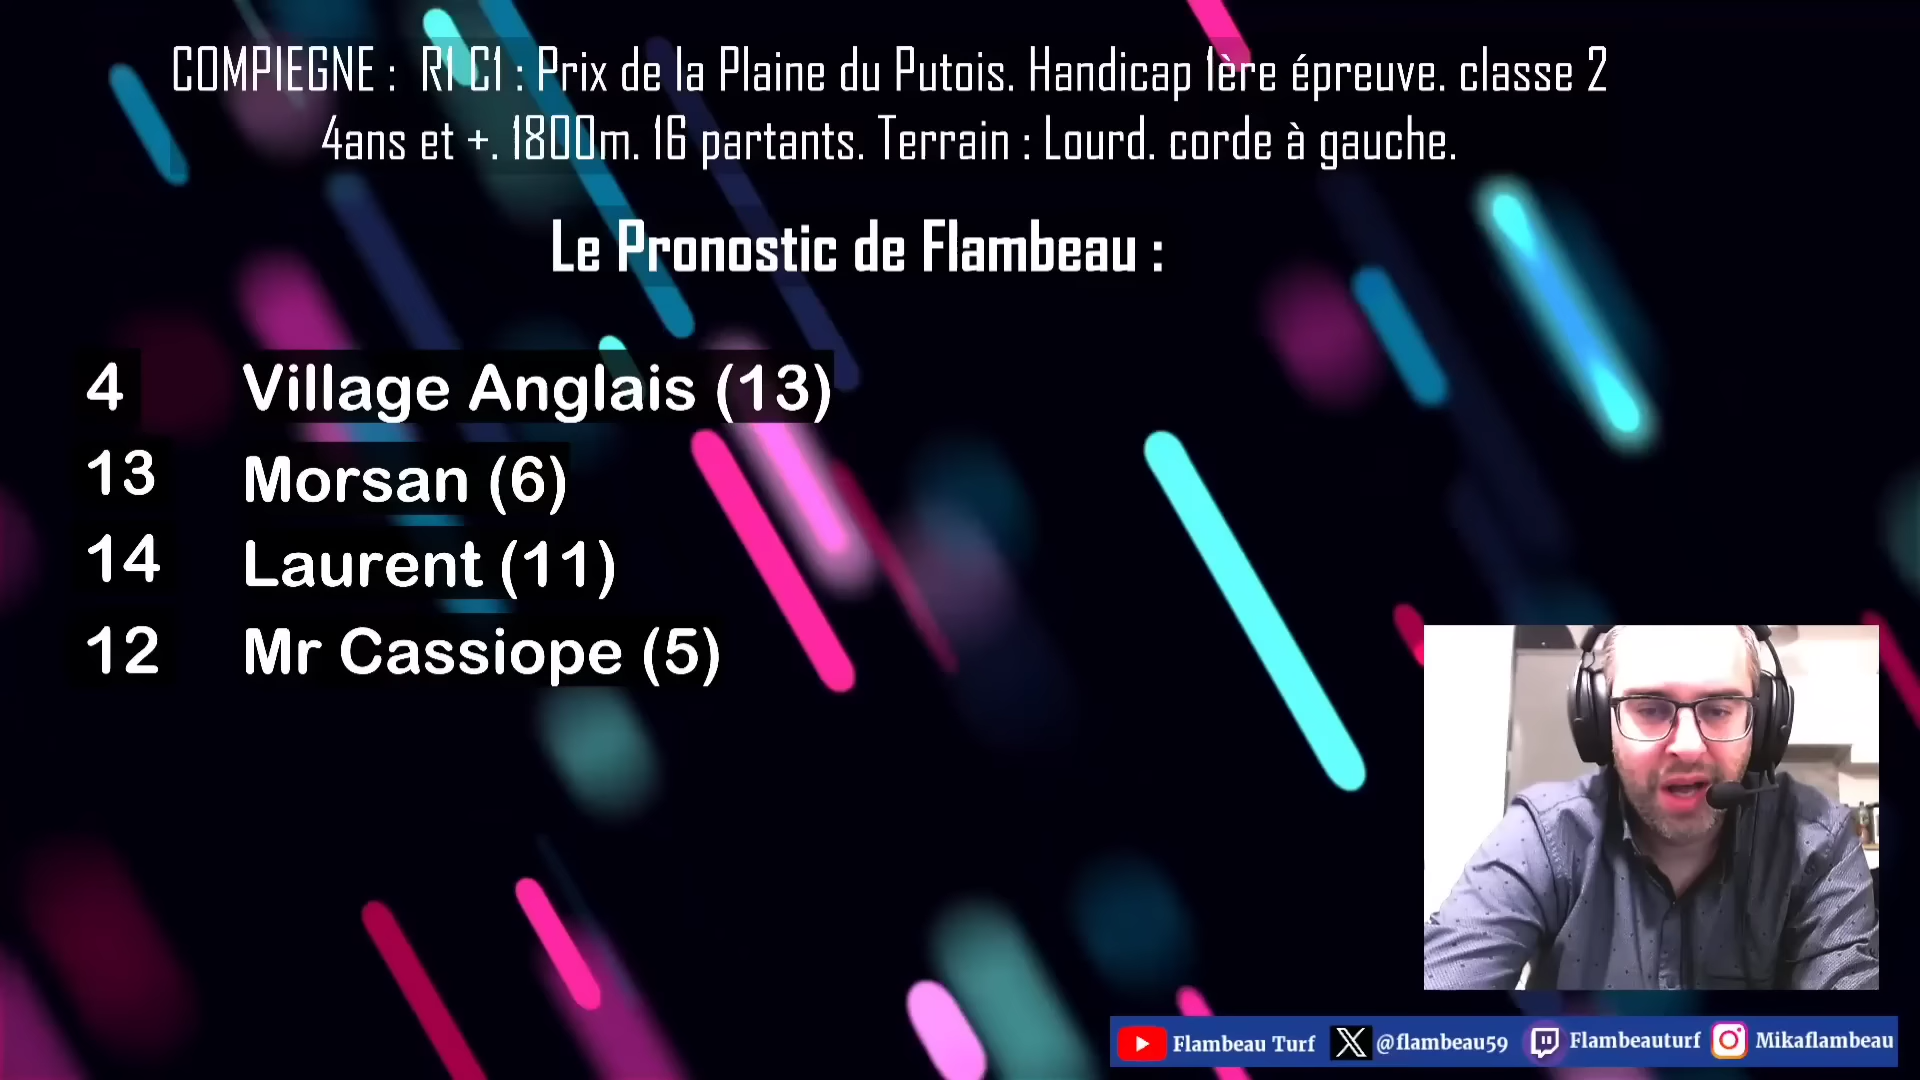 COMPIEGNE : R1 C1 : Prix de la Plaine du Putois. Handicap 1ère épreuve. classe 2
4ans et +. 1800m. 16 partants. Terrain : Lourd. corde à gauche.
Le Pronostic de Flambeau :
4 Village Anglais (13)
13 Morsan (6)
14 Laurent (11)
12 Mr Cassiope (5)
Flambeau Turf @flambeau59 Flambeauturf Mikaflambeau